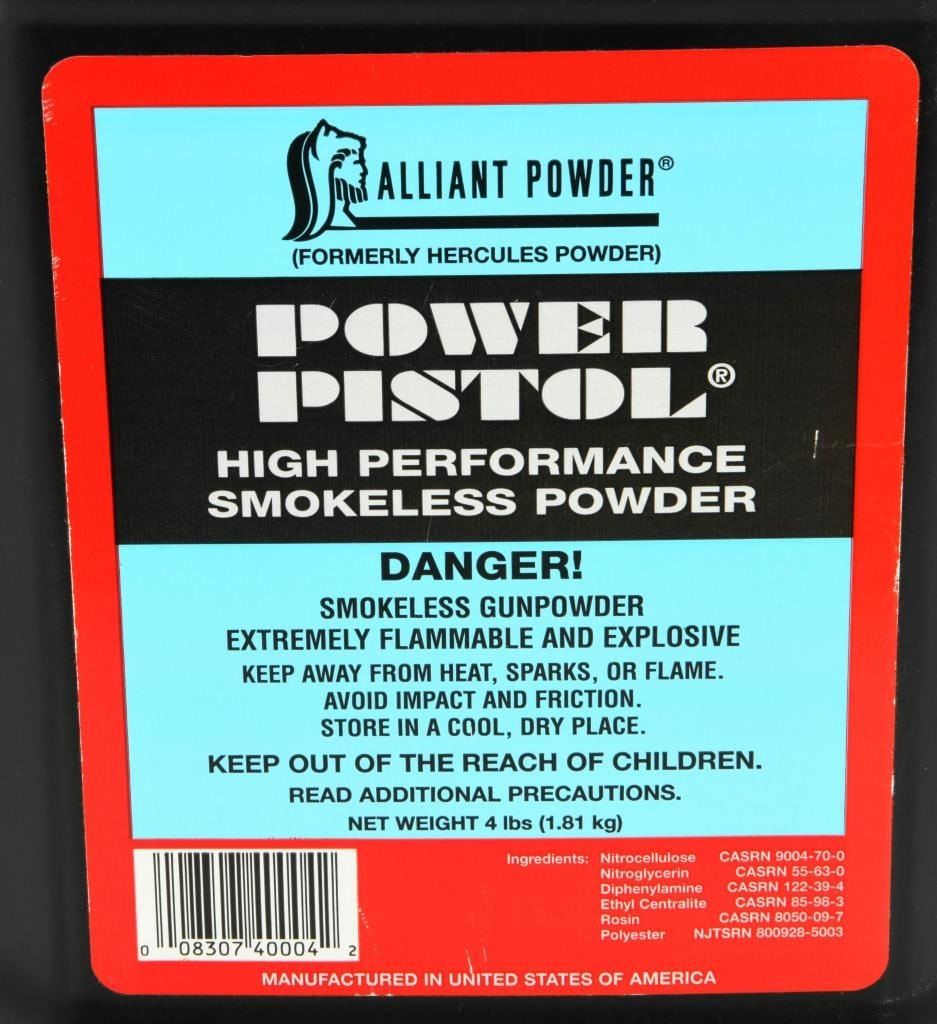 ALLIANT POWDER®
(FORMERLY HERCULES POWDER)
POWER
PISTOL®
HIGH PERFORMANCE
SMOKELESS POWDER
DANGER!
SMOKELESS GUNPOWDER
EXTREMELY FLAMMABLE AND EXPLOSIVE
KEEP AWAY FROM HEAT, SPARKS, OR FLAME.
AVOID IMPACT AND FRICTION.
STORE IN A COOL, DRY PLACE.
KEEP OUT OF THE REACH OF CHILDREN.
READ ADDITIONAL PRECAUTIONS.
NET WEIGHT 4 lbs (1.81 kg)
Ingredients: Nitrocellulose CASRN 9004-70-0
Nitroglycerin CASRN 55-63-0
Diphenylamine CASRN 122-39-4
Ethyl Centralite CASRN 85-98-3
Rosin CASRN 8050-09-7
Polyester NJTSRN 800928-5003
0 08307 40004 2
MANUFACTURED IN UNITED STATES OF AMERICA